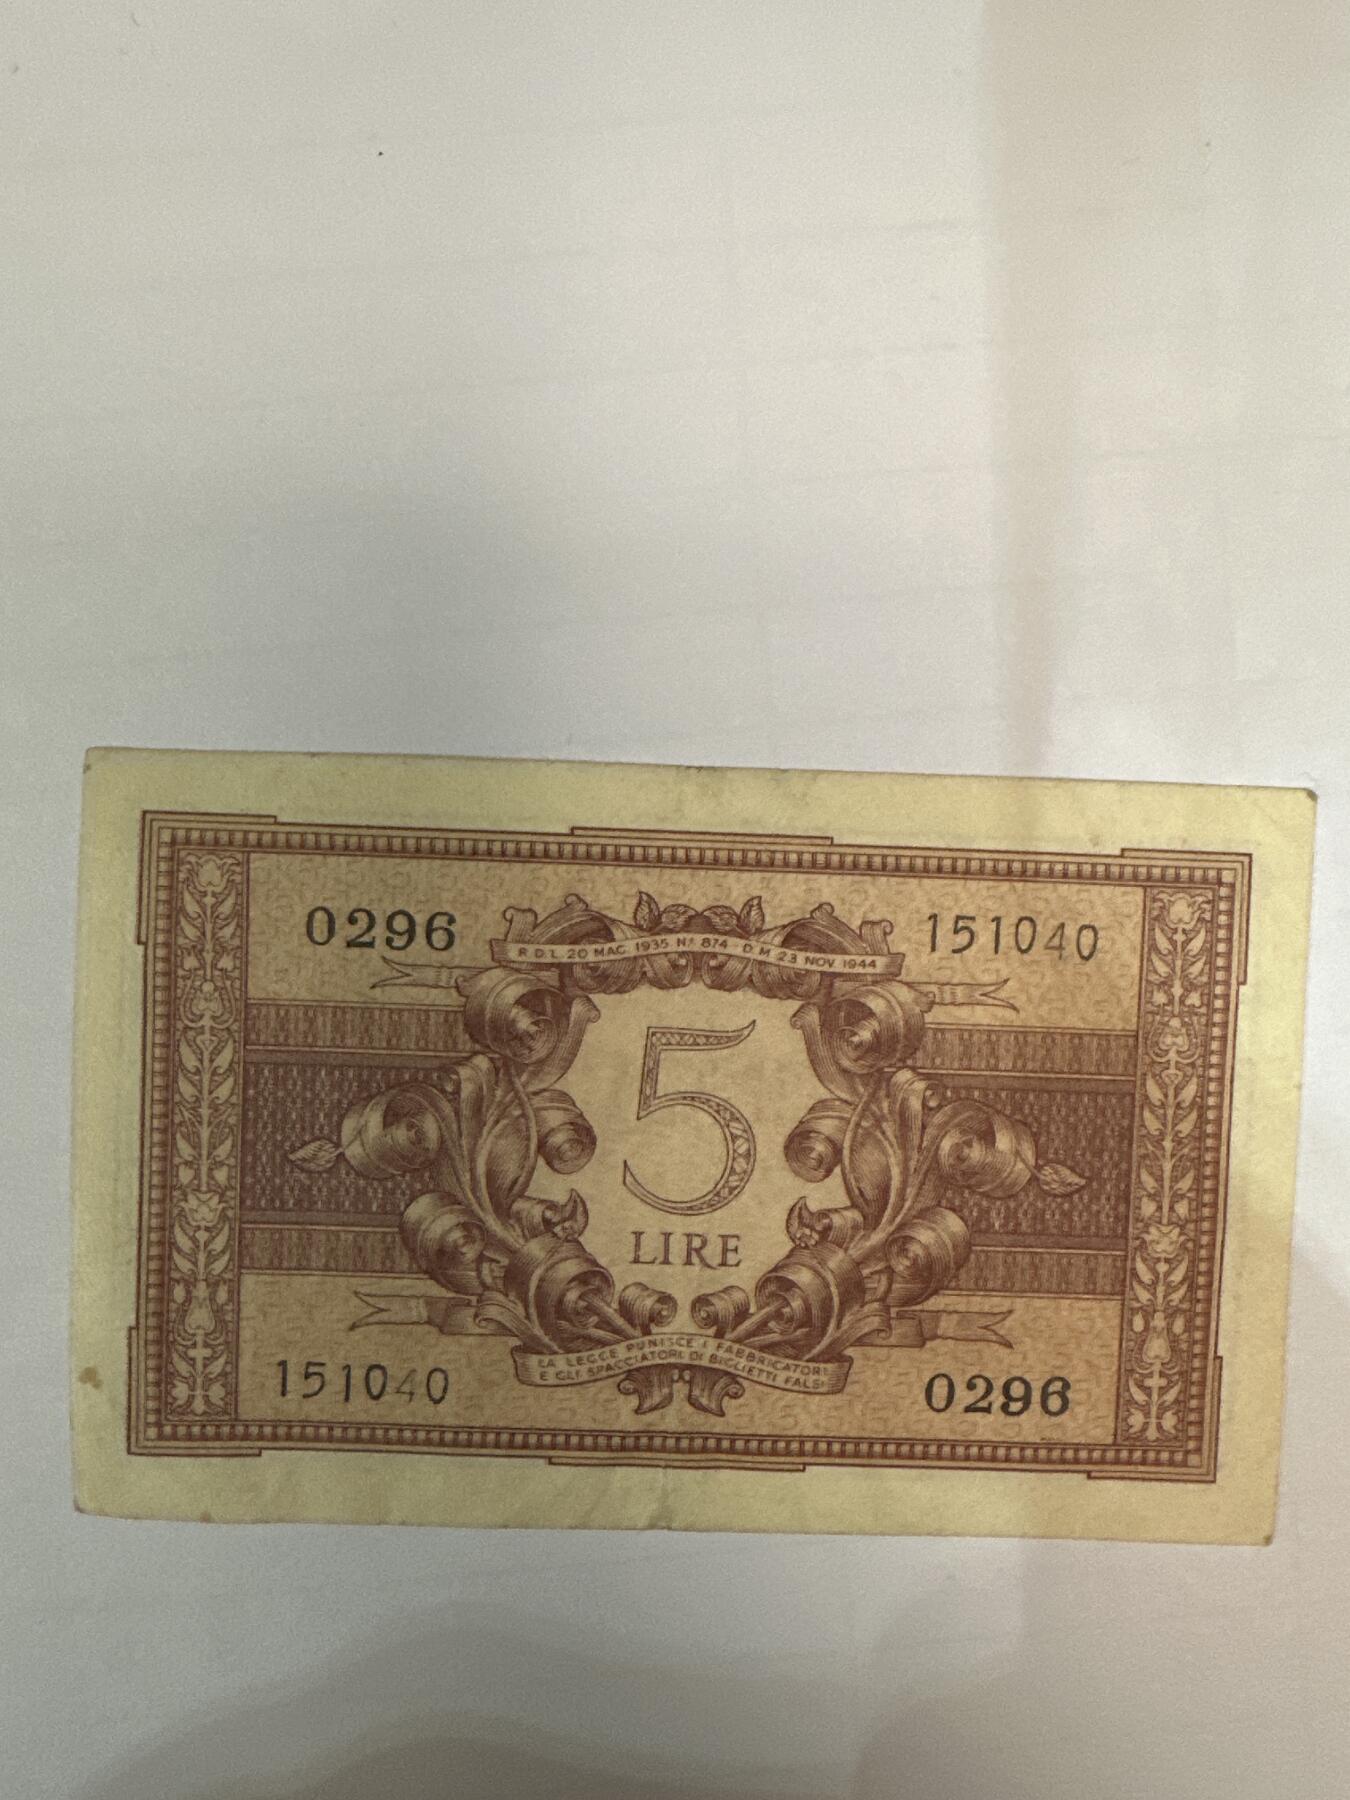 0296
R.D.L. 20 MAG. 1935 N. 874 - D.M. 23 NOV. 1944
151040
5
LIRE
LA LEGGE PUNISCE I FABBRICATORI
E GLI SPACCIATORI DI BIGLIETTI FALSI
151040
0296